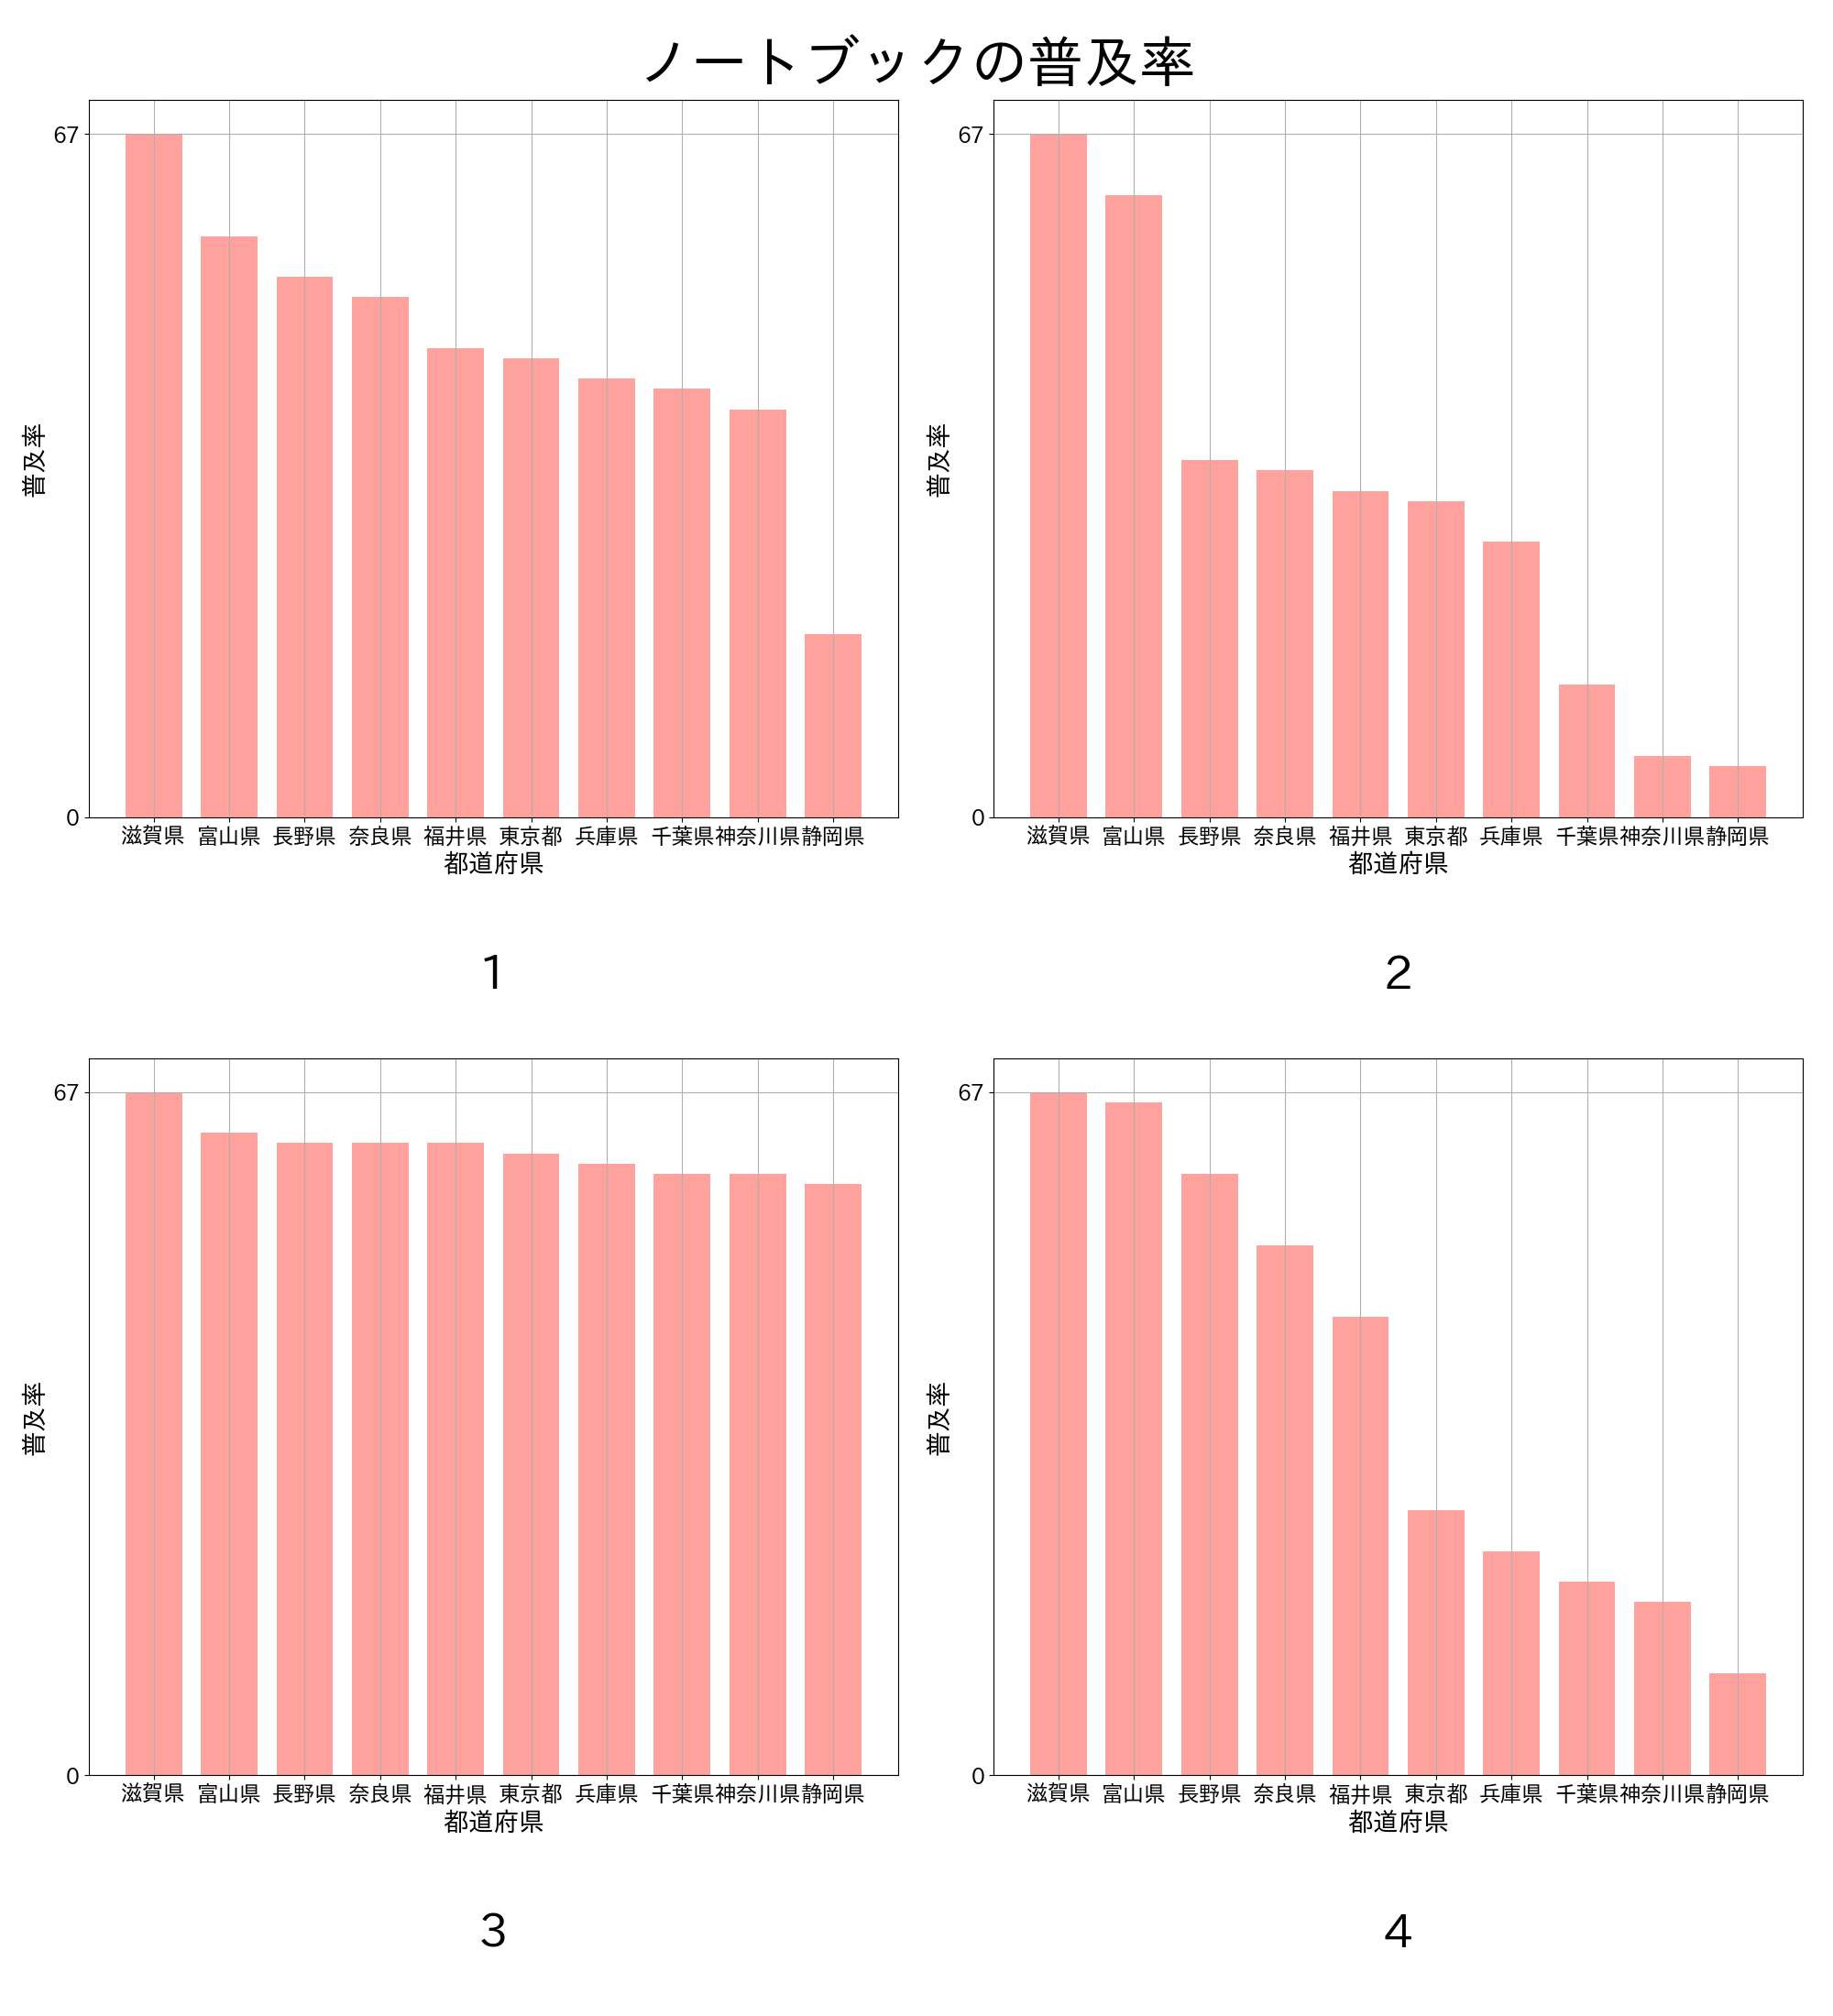 ノートブックの普及率
67
0
普及率
滋賀県 富山県 長野県 奈良県 福井県 東京都 兵庫県 千葉県 神奈川県 静岡県
都道府県
1
67
0
普及率
滋賀県 富山県 長野県 奈良県 福井県 東京都 兵庫県 千葉県 神奈川県 静岡県
都道府県
2
67
0
普及率
滋賀県 富山県 長野県 奈良県 福井県 東京都 兵庫県 千葉県 神奈川県 静岡県
都道府県
3
67
0
普及率
滋賀県 富山県 長野県 奈良県 福井県 東京都 兵庫県 千葉県 神奈川県 静岡県
都道府県
4